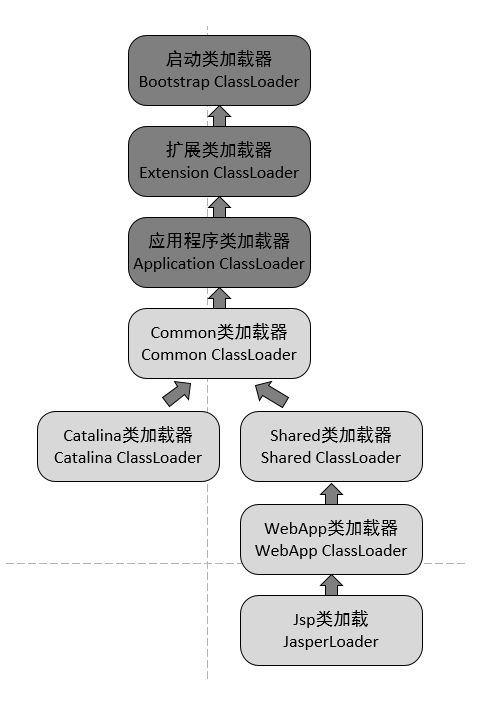 启动类加载器
Bootstrap ClassLoader
扩展类加载器
Extension ClassLoader
应用程序类加载器
Application ClassLoader
Common类加载器
Common ClassLoader
Catalina类加载器
Catalina ClassLoader
Shared类加载器
Shared ClassLoader
WebApp类加载器
WebApp ClassLoader
Jsp类加载
JasperLoader